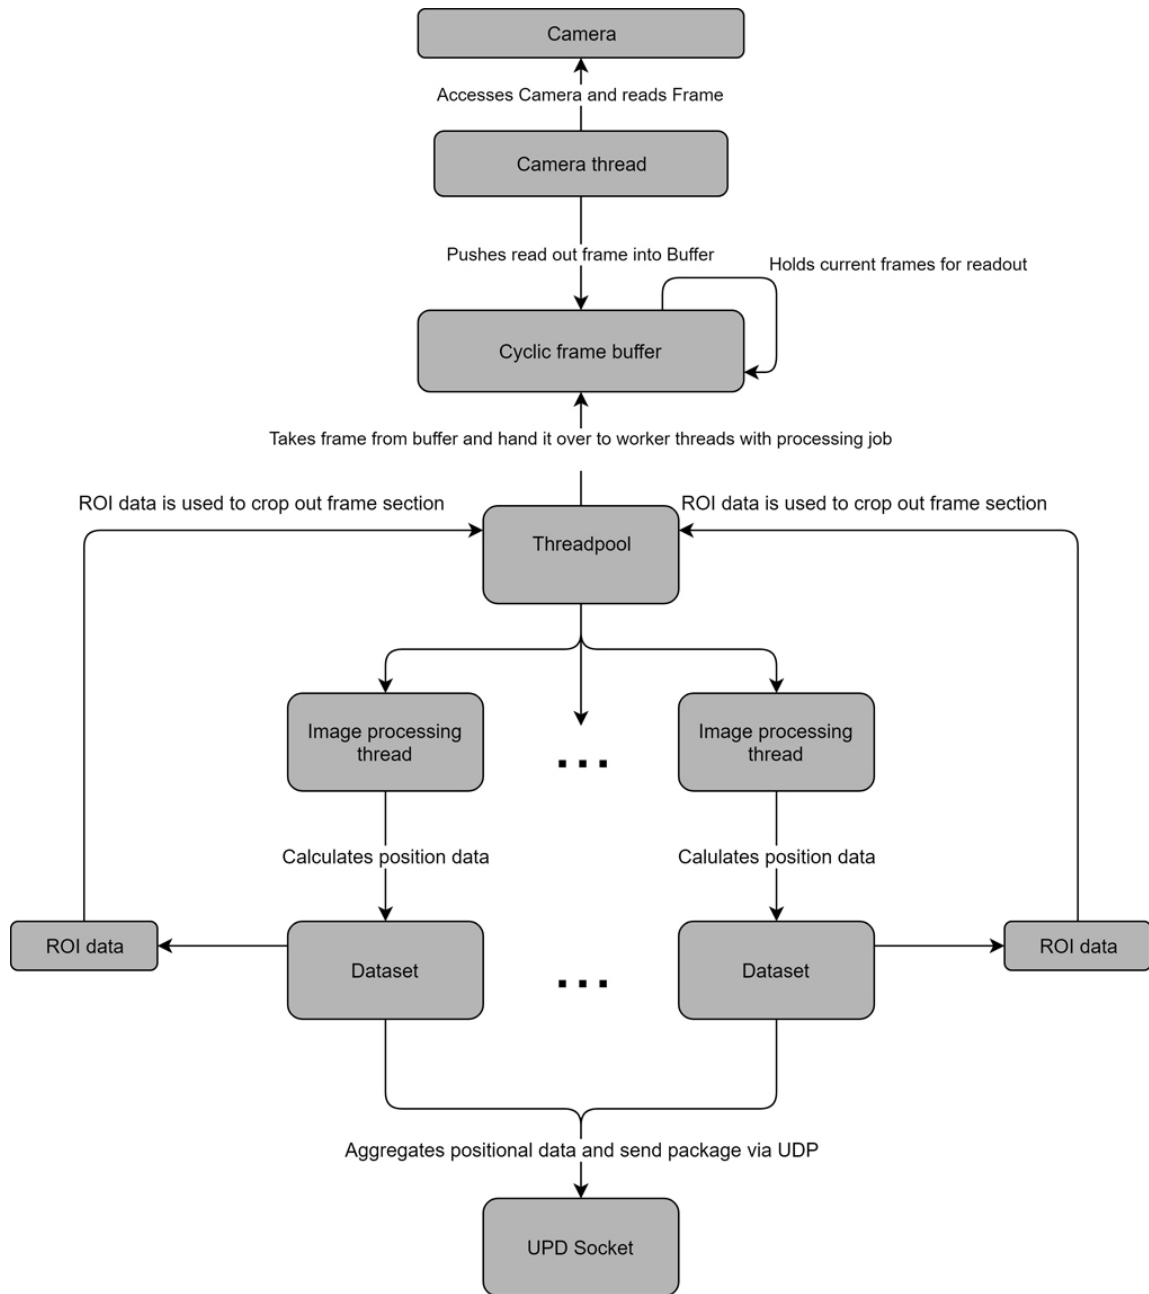 Camera
Accesses Camera and reads Frame
Camera thread
Pushes read out frame into Buffer
Holds current frames for readout
Cyclic frame buffer
Takes frame from buffer and hand it over to worker threads with processing job
ROI data is used to crop out frame section
ROI data is used to crop out frame section
Threadpool
Image processing
thread
...
Image processing
thread
Calculates position data
Calulates position data
ROI data
Dataset
...
Dataset
ROI data
Aggregates positional data and send package via UDP
UPD Socket